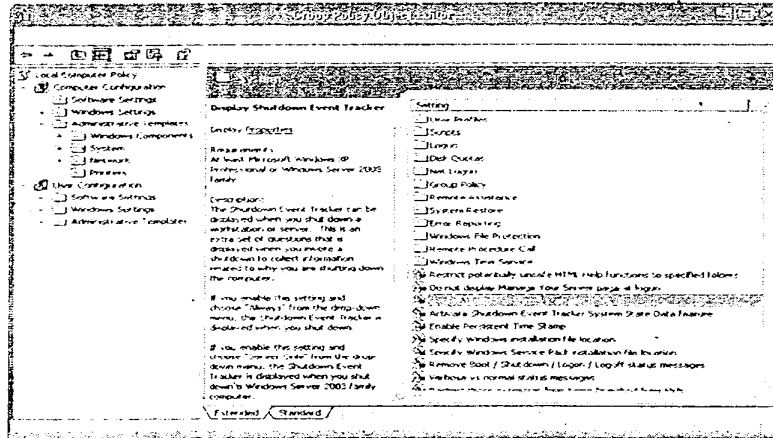 Group Policy Object Editor
Local Computer Policy
Computer Configuration
Software Settings
Windows Settings
Administrative Templates
Windows Components
System
Network
Printers
User Configuration
Software Settings
Windows Settings
Administrative Templates
Display Shutdown Event Tracker
Display Properties
Requirements:
At least Microsoft Windows XP
Professional or Windows Server 2003
family
Description:
The Shutdown Event Tracker can be
displayed when you shut down a
workstation or server. This is an
extra set of questions that is
displayed when you invoke a
shutdown to collect information
related to why you are shutting down
the computer.
If you enable this setting and
choose "Always" from the drop-down
menu, the Shutdown Event Tracker is
displayed when you shut down.
If you enable this setting and
choose "Server Only" from the drop-
down menu, the Shutdown Event
Tracker is displayed when you shut
down a Windows Server 2003 family
computer.
Setting
User Profiles
Scripts
Logon
Disk Quotas
Net Logon
Group Policy
Remote Assistance
System Restore
Error Reporting
Windows File Protection
Remote Procedure Call
Windows Time Service
Restrict potentially unsafe HTML Help functions to specified folders
Do not display Manage Your Server page at logon
Activate Shutdown Event Tracker System State Data feature
Enable Persistent Time Stamp
Specify Windows installation file location
Specify Windows Service Pack installation file location
Remove Boot / Shutdown / Logon / Logoff status messages
Verbose vs normal status messages
Extended
Standard